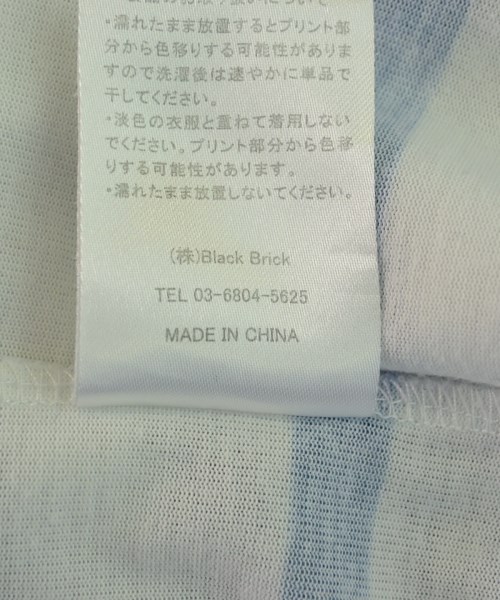 ・濡れたまま放置するとプリント部
分から色移りする可能性がありま
すので洗濯後は速やかに単品で
干してください。
・淡色の衣服と重ねて着用しない
でください。プリント部分から色移
りする可能性があります。
・濡れたまま放置しないでください。
(株)Black Brick
TEL 03-6804-5625
MADE IN CHINA